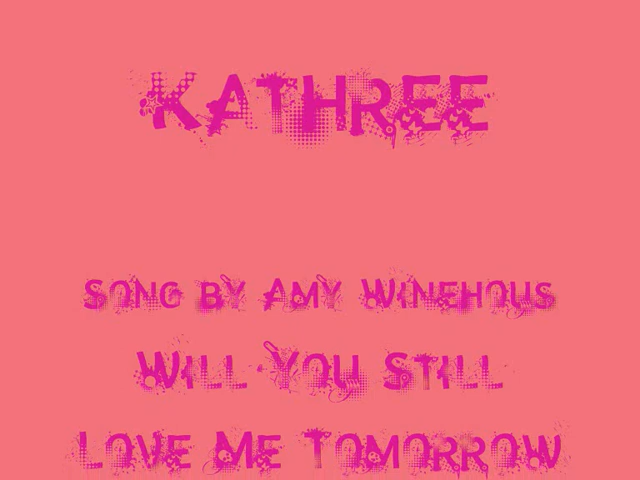 KATHREE
SONG BY AMY WINEHOUS
WILL YOU STILL
LOVE ME TOMORROW